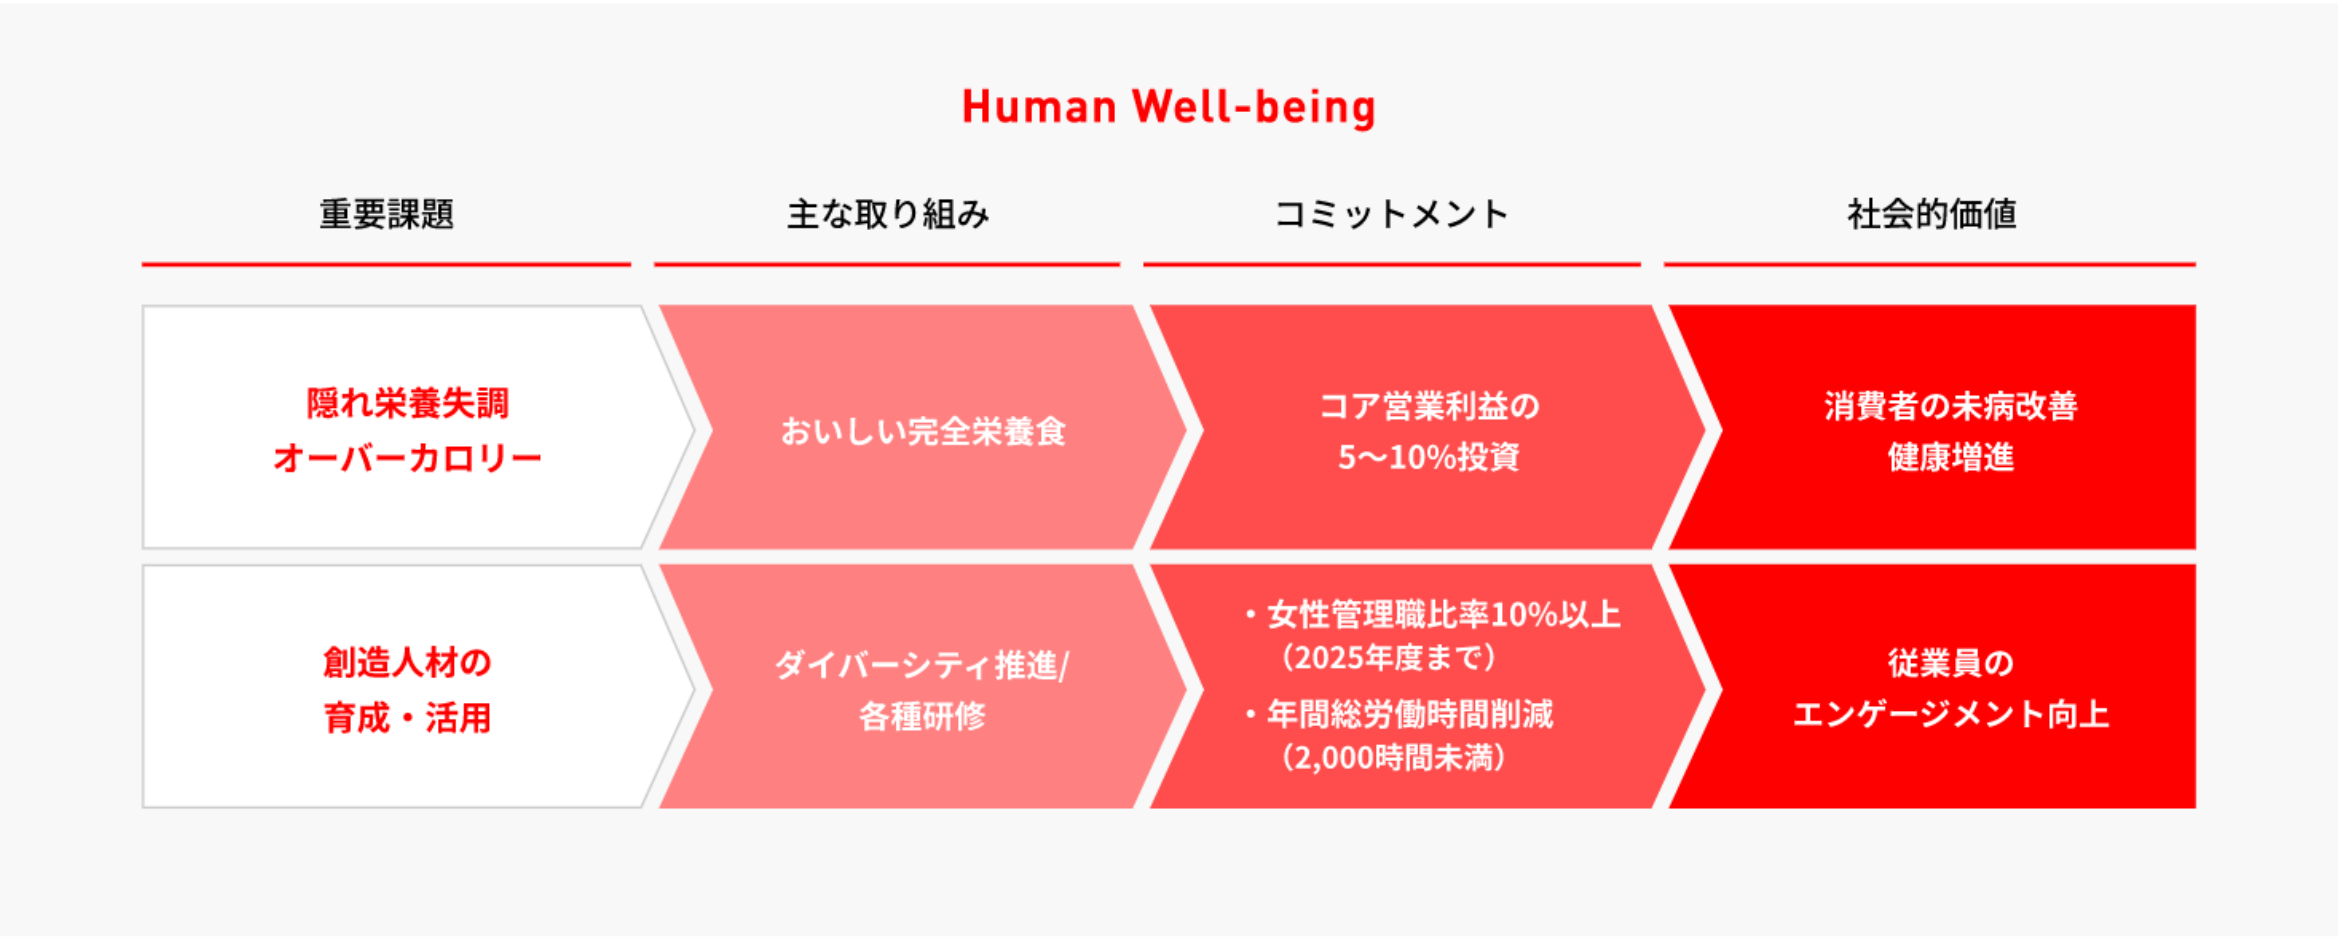 Human Well-being
重要課題
主な取り組み
コミットメント
社会的価値
隠れ栄養失調
オーバーカロリー
おいしい完全栄養食
コア営業利益の
5〜10%投資
消費者の未病改善
健康増進
創造人材の
育成・活用
ダイバーシティ推進/
各種研修
・女性管理職比率10%以上
（2025年度まで）
・年間総労働時間削減
（2,000時間未満）
従業員の
エンゲージメント向上